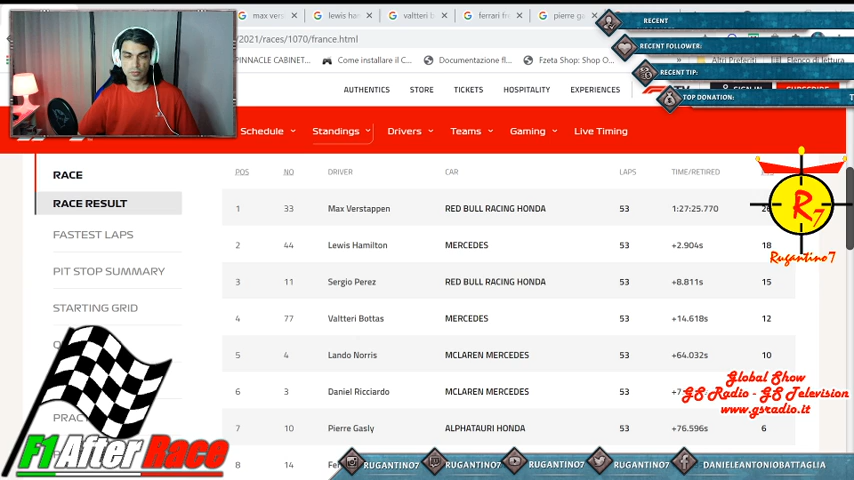 max vers
lewis har
valtteri b
ferrari fr
pierre ga
RECENT
/2021/races/1070/france.html
RECENT FOLLOWER:
PINNACLE CABINET...
Come installare il C...
Documentazione fl...
Fzeta Shop: Shop O...
Altri Preferiti
Elenco di lettura
RECENT TIP:
AUTHENTICS
STORE
TICKETS
HOSPITALITY
EXPERIENCES
SIGN IN
SUBSCRIBE
TOP DONATION:
Schedule
Standings
Drivers
Teams
Gaming
Live Timing
RACE
RACE RESULT
FASTEST LAPS
PIT STOP SUMMARY
STARTING GRID
POS NO DRIVER CAR LAPS TIME/RETIRED
1 33 Max Verstappen RED BULL RACING HONDA 53 1:27:25.770
2 44 Lewis Hamilton MERCEDES 53 +2.904s 18
3 11 Sergio Perez RED BULL RACING HONDA 53 +8.811s 15
4 77 Valtteri Bottas MERCEDES 53 +14.618s 12
5 4 Lando Norris MCLAREN MERCEDES 53 +64.032s 10
6 3 Daniel Ricciardo MCLAREN MERCEDES 53
7 10 Pierre Gasly ALPHATAURI HONDA 53 +76.596s 6
8 14
R7
Rugantino7
Global Show
GS Radio - GS Television
www.gsradio.it
F1 After Race
RUGANTINO7
RUGANTINO7
RUGANTINO7
RUGANTINO7
DANIELEANTONIOBATTAGLIA